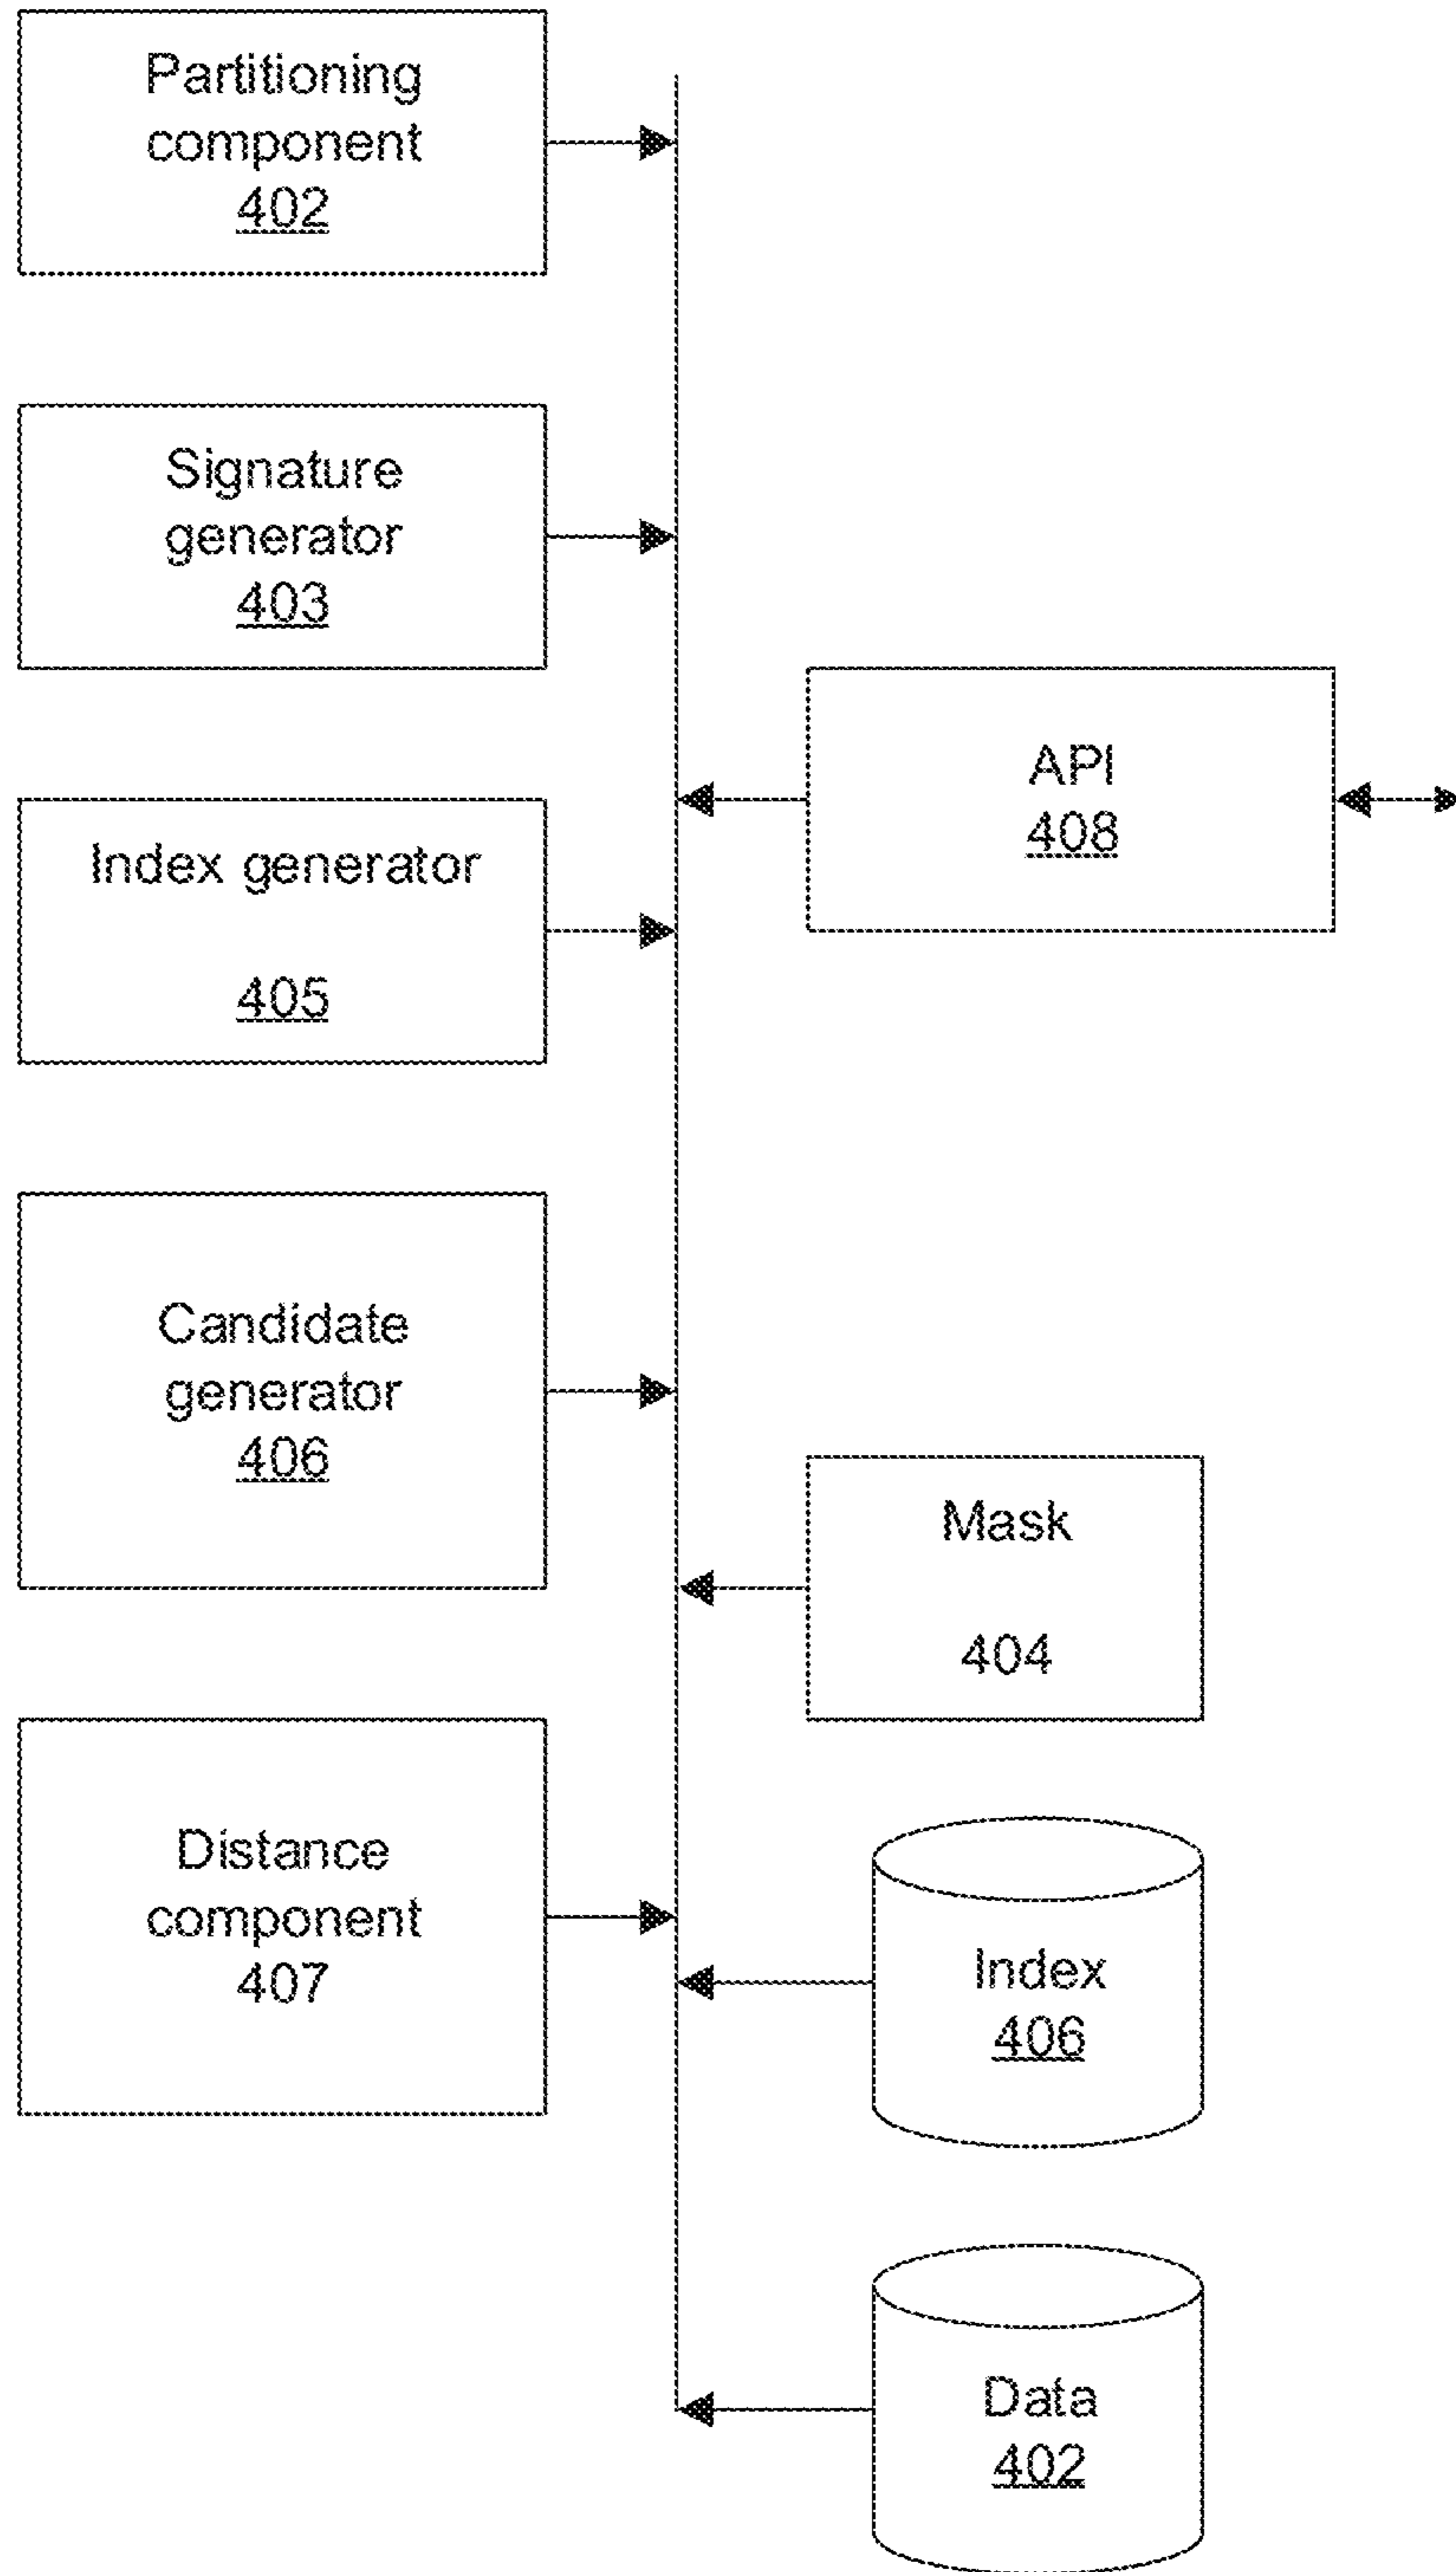 Partitioning
component
402
Signature
generator
403
API
408
Index generator
405
Candidate
generator
406
Mask
404
Distance
component
407
Index
406
Data
402